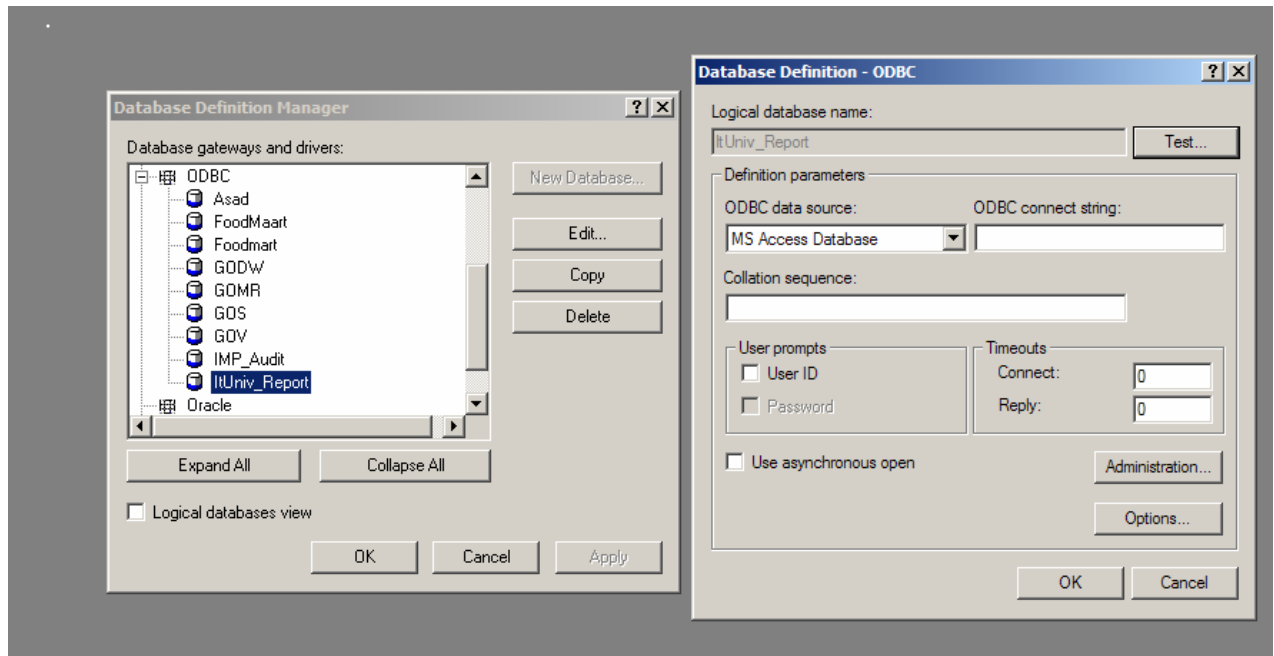 Database Definition Manager
Database gateways and drivers:
ODBC
Asad
FoodMaart
Foodmart
GODW
GOMR
GOS
GOV
IMP_Audit
ItUniv_Report
Oracle
New Database...
Edit...
Copy
Delete
Expand All
Collapse All
Logical databases view
OK
Cancel
Apply
Database Definition - ODBC
Logical database name:
ItUniv_Report
Test...
Definition parameters
ODBC data source:
ODBC connect string:
MS Access Database
Collation sequence:
User prompts
User ID
Password
Timeouts
Connect:
0
Reply:
0
Use asynchronous open
Administration...
Options...
OK
Cancel